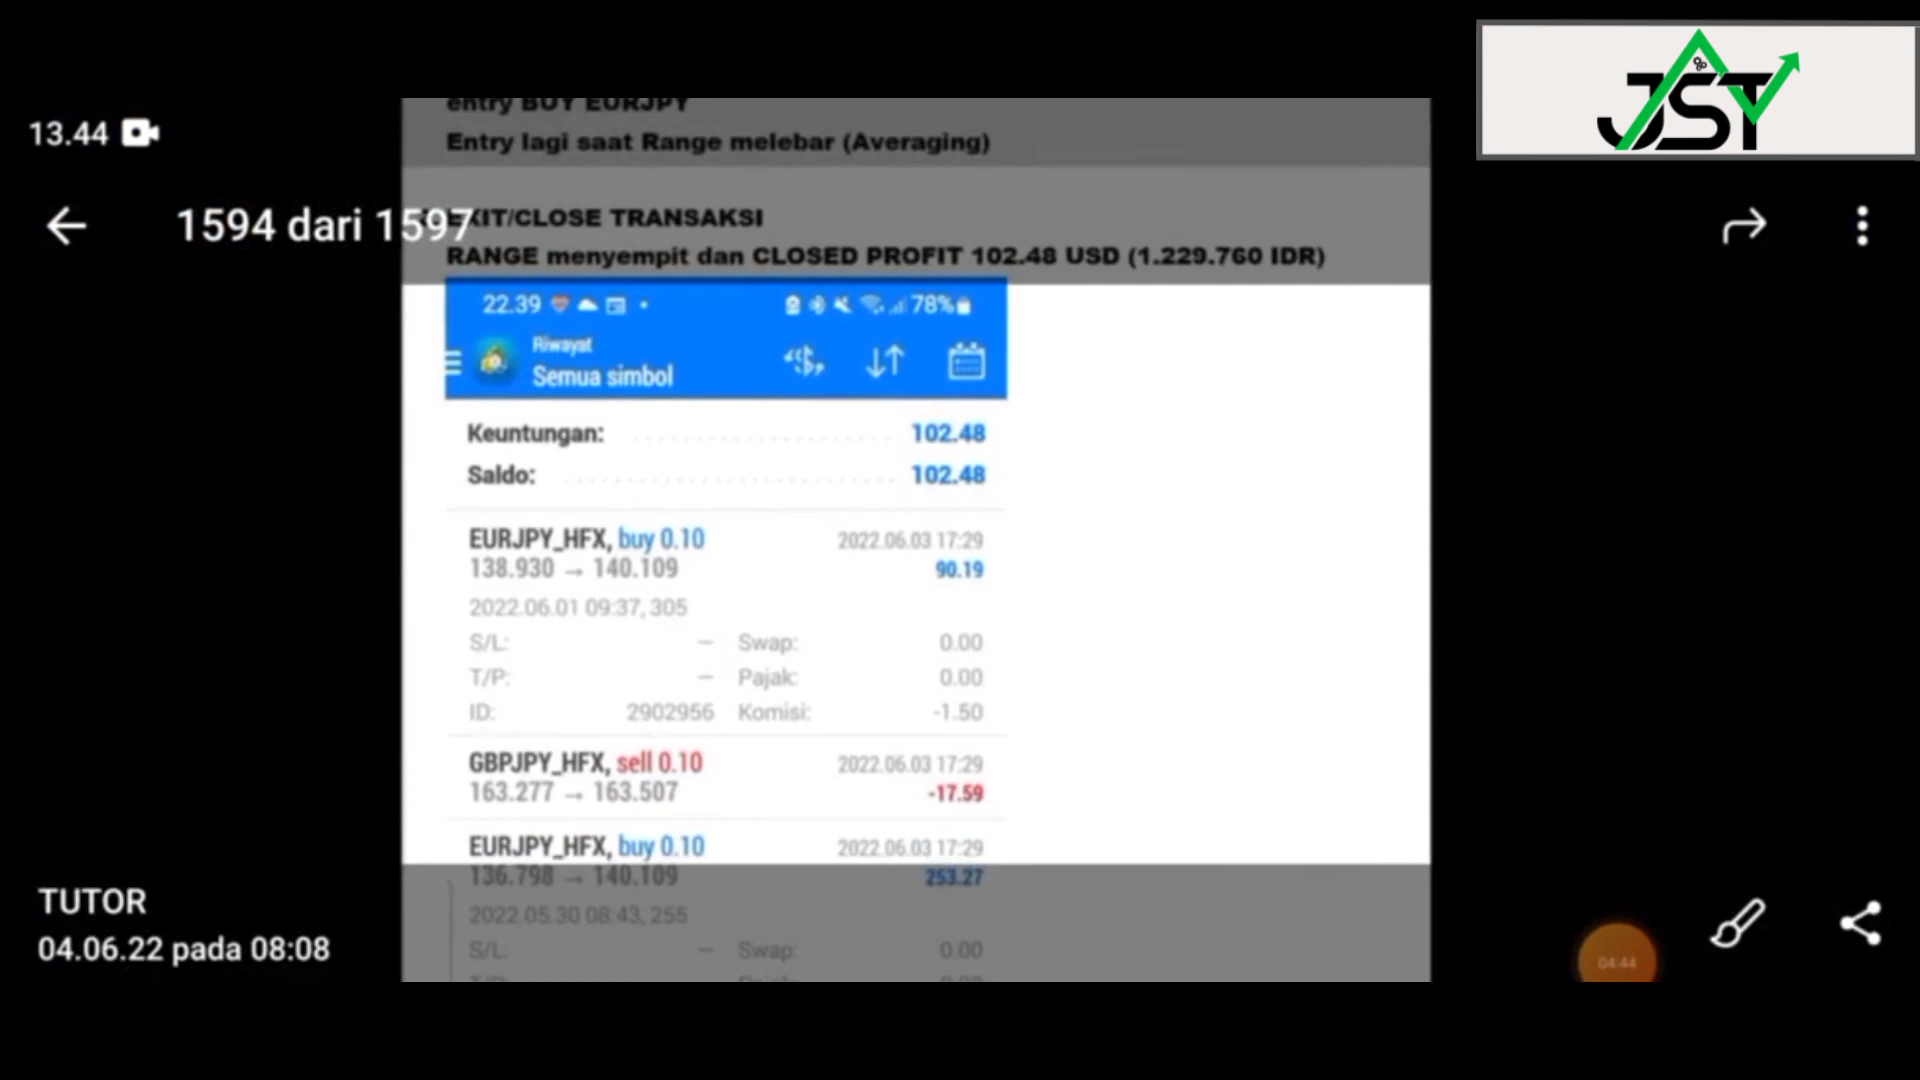 JST
entry BUY EURJPY
13.44
Entry lagi saat Range melebar (Averaging)
1594 dari 1597
EXIT/CLOSE TRANSAKSI
RANGE menyempit dan CLOSED PROFIT 102.48 USD (1.229.760 IDR)
22.39 78%
Riwayat
Semua simbol
Keuntungan: 102.48
Saldo: 102.48
EURJPY_HFX, buy 0.10 2022.06.03 17:29
138.930 → 140.109 90.19
2022.06.01 09:37, 305
S/L: – Swap: 0.00
T/P: – Pajak: 0.00
ID: 2902956 Komisi: -1.50
GBPJPY_HFX, sell 0.10 2022.06.03 17:29
163.277 → 163.507 -17.59
EURJPY_HFX, buy 0.10 2022.06.03 17:29
136.798 → 140.109 253.27
2022.05.30 08:43, 255
S/L: – Swap: 0.00
TUTOR
04.06.22 pada 08:08
04:44